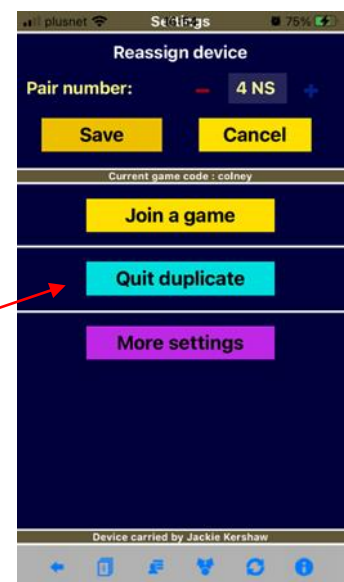 plusnet Settings 75%
Reassign device
Pair number: − 4 NS +
Save Cancel
Current game code : colney
Join a game
Quit duplicate
More settings
Device carried by Jackie Kershaw